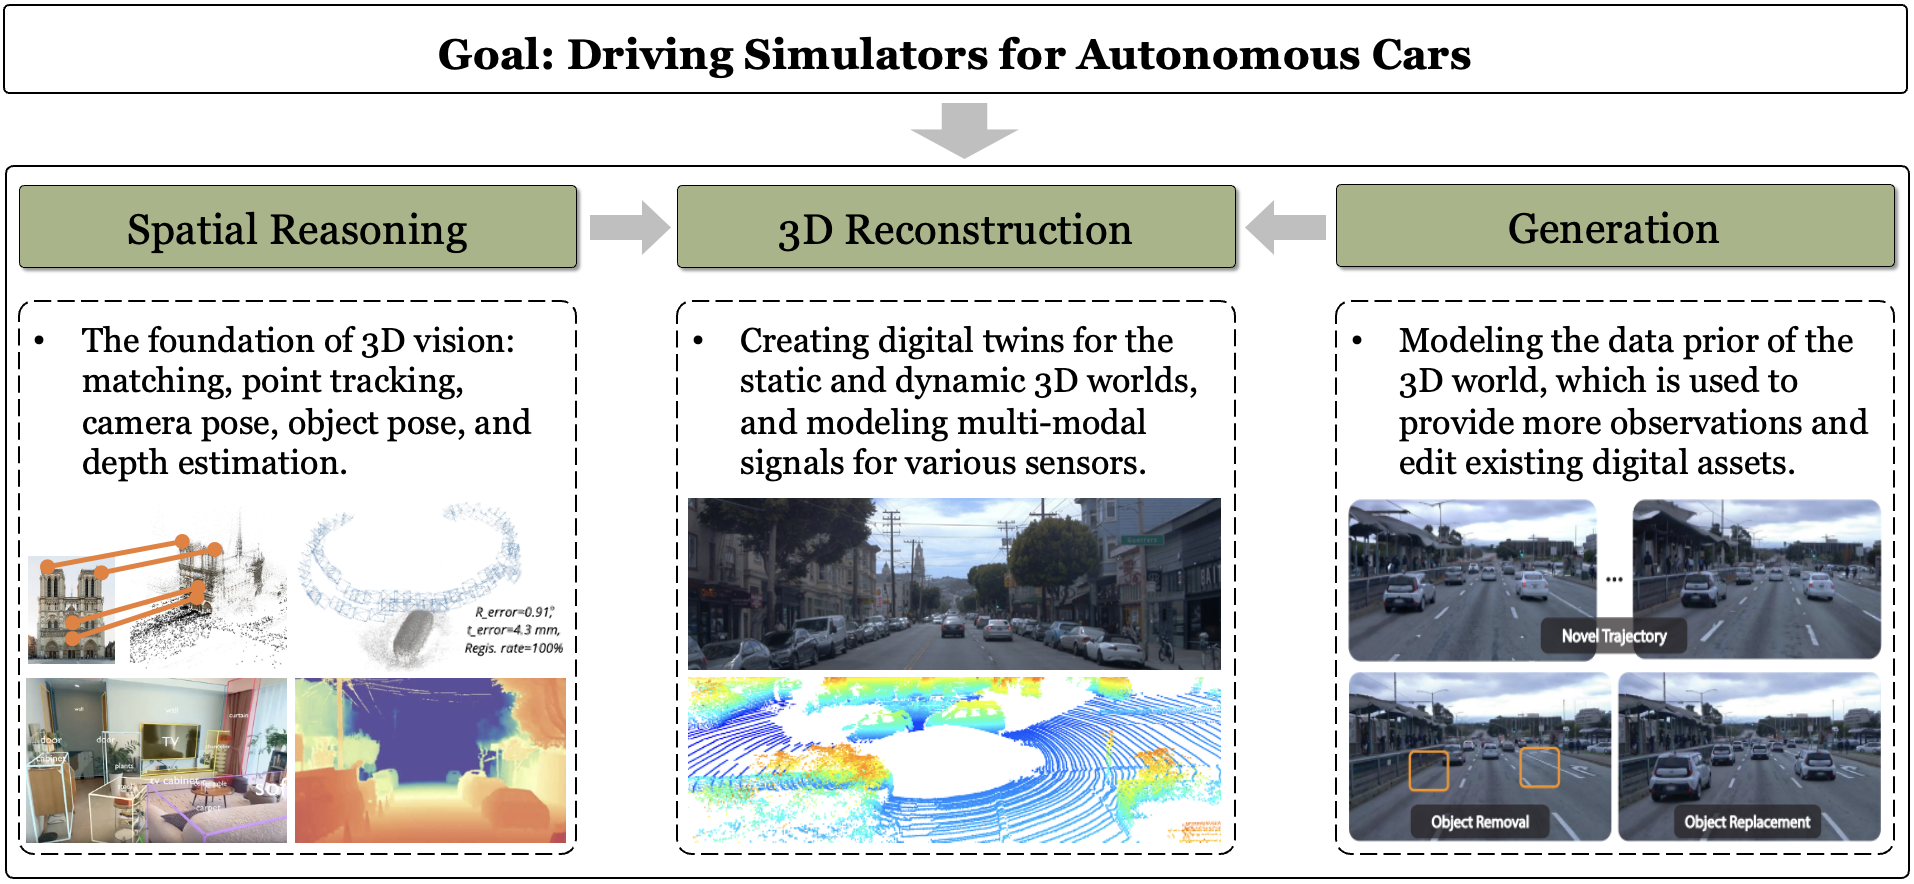 Goal: Driving Simulators for Autonomous Cars
Spatial Reasoning
3D Reconstruction
Generation
• The foundation of 3D vision:
matching, point tracking,
camera pose, object pose, and
depth estimation.
R_error=0.91°,
t_error=4.3 mm,
Regis. rate=100%
wall
wall
curtain
door
door
TV
cabinet
plants
tv cabinet
carpet
• Creating digital twins for the
static and dynamic 3D worlds,
and modeling multi-modal
signals for various sensors.
• Modeling the data prior of the
3D world, which is used to
provide more observations and
edit existing digital assets.
...
Novel Trajectory
Object Removal
Object Replacement